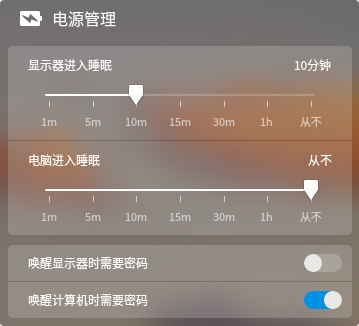 电源管理
显示器进入睡眠 10分钟
1m 5m 10m 15m 30m 1h 从不
电脑进入睡眠 从不
1m 5m 10m 15m 30m 1h 从不
唤醒显示器时需要密码
唤醒计算机时需要密码